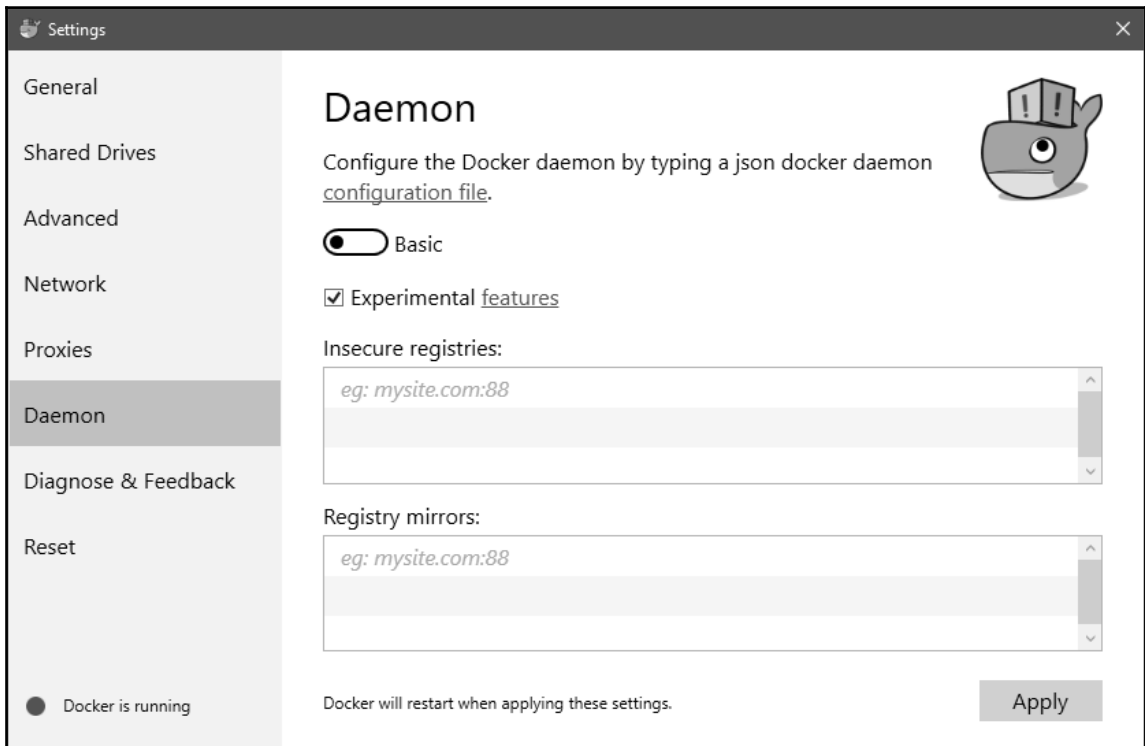 Settings
General
Shared Drives
Advanced
Network
Proxies
Daemon
Diagnose & Feedback
Reset
Docker is running
Daemon
Configure the Docker daemon by typing a json docker daemon
configuration file.
Basic
Experimental features
Insecure registries:
eg: mysite.com:88
Registry mirrors:
eg: mysite.com:88
Docker will restart when applying these settings.
Apply
! !